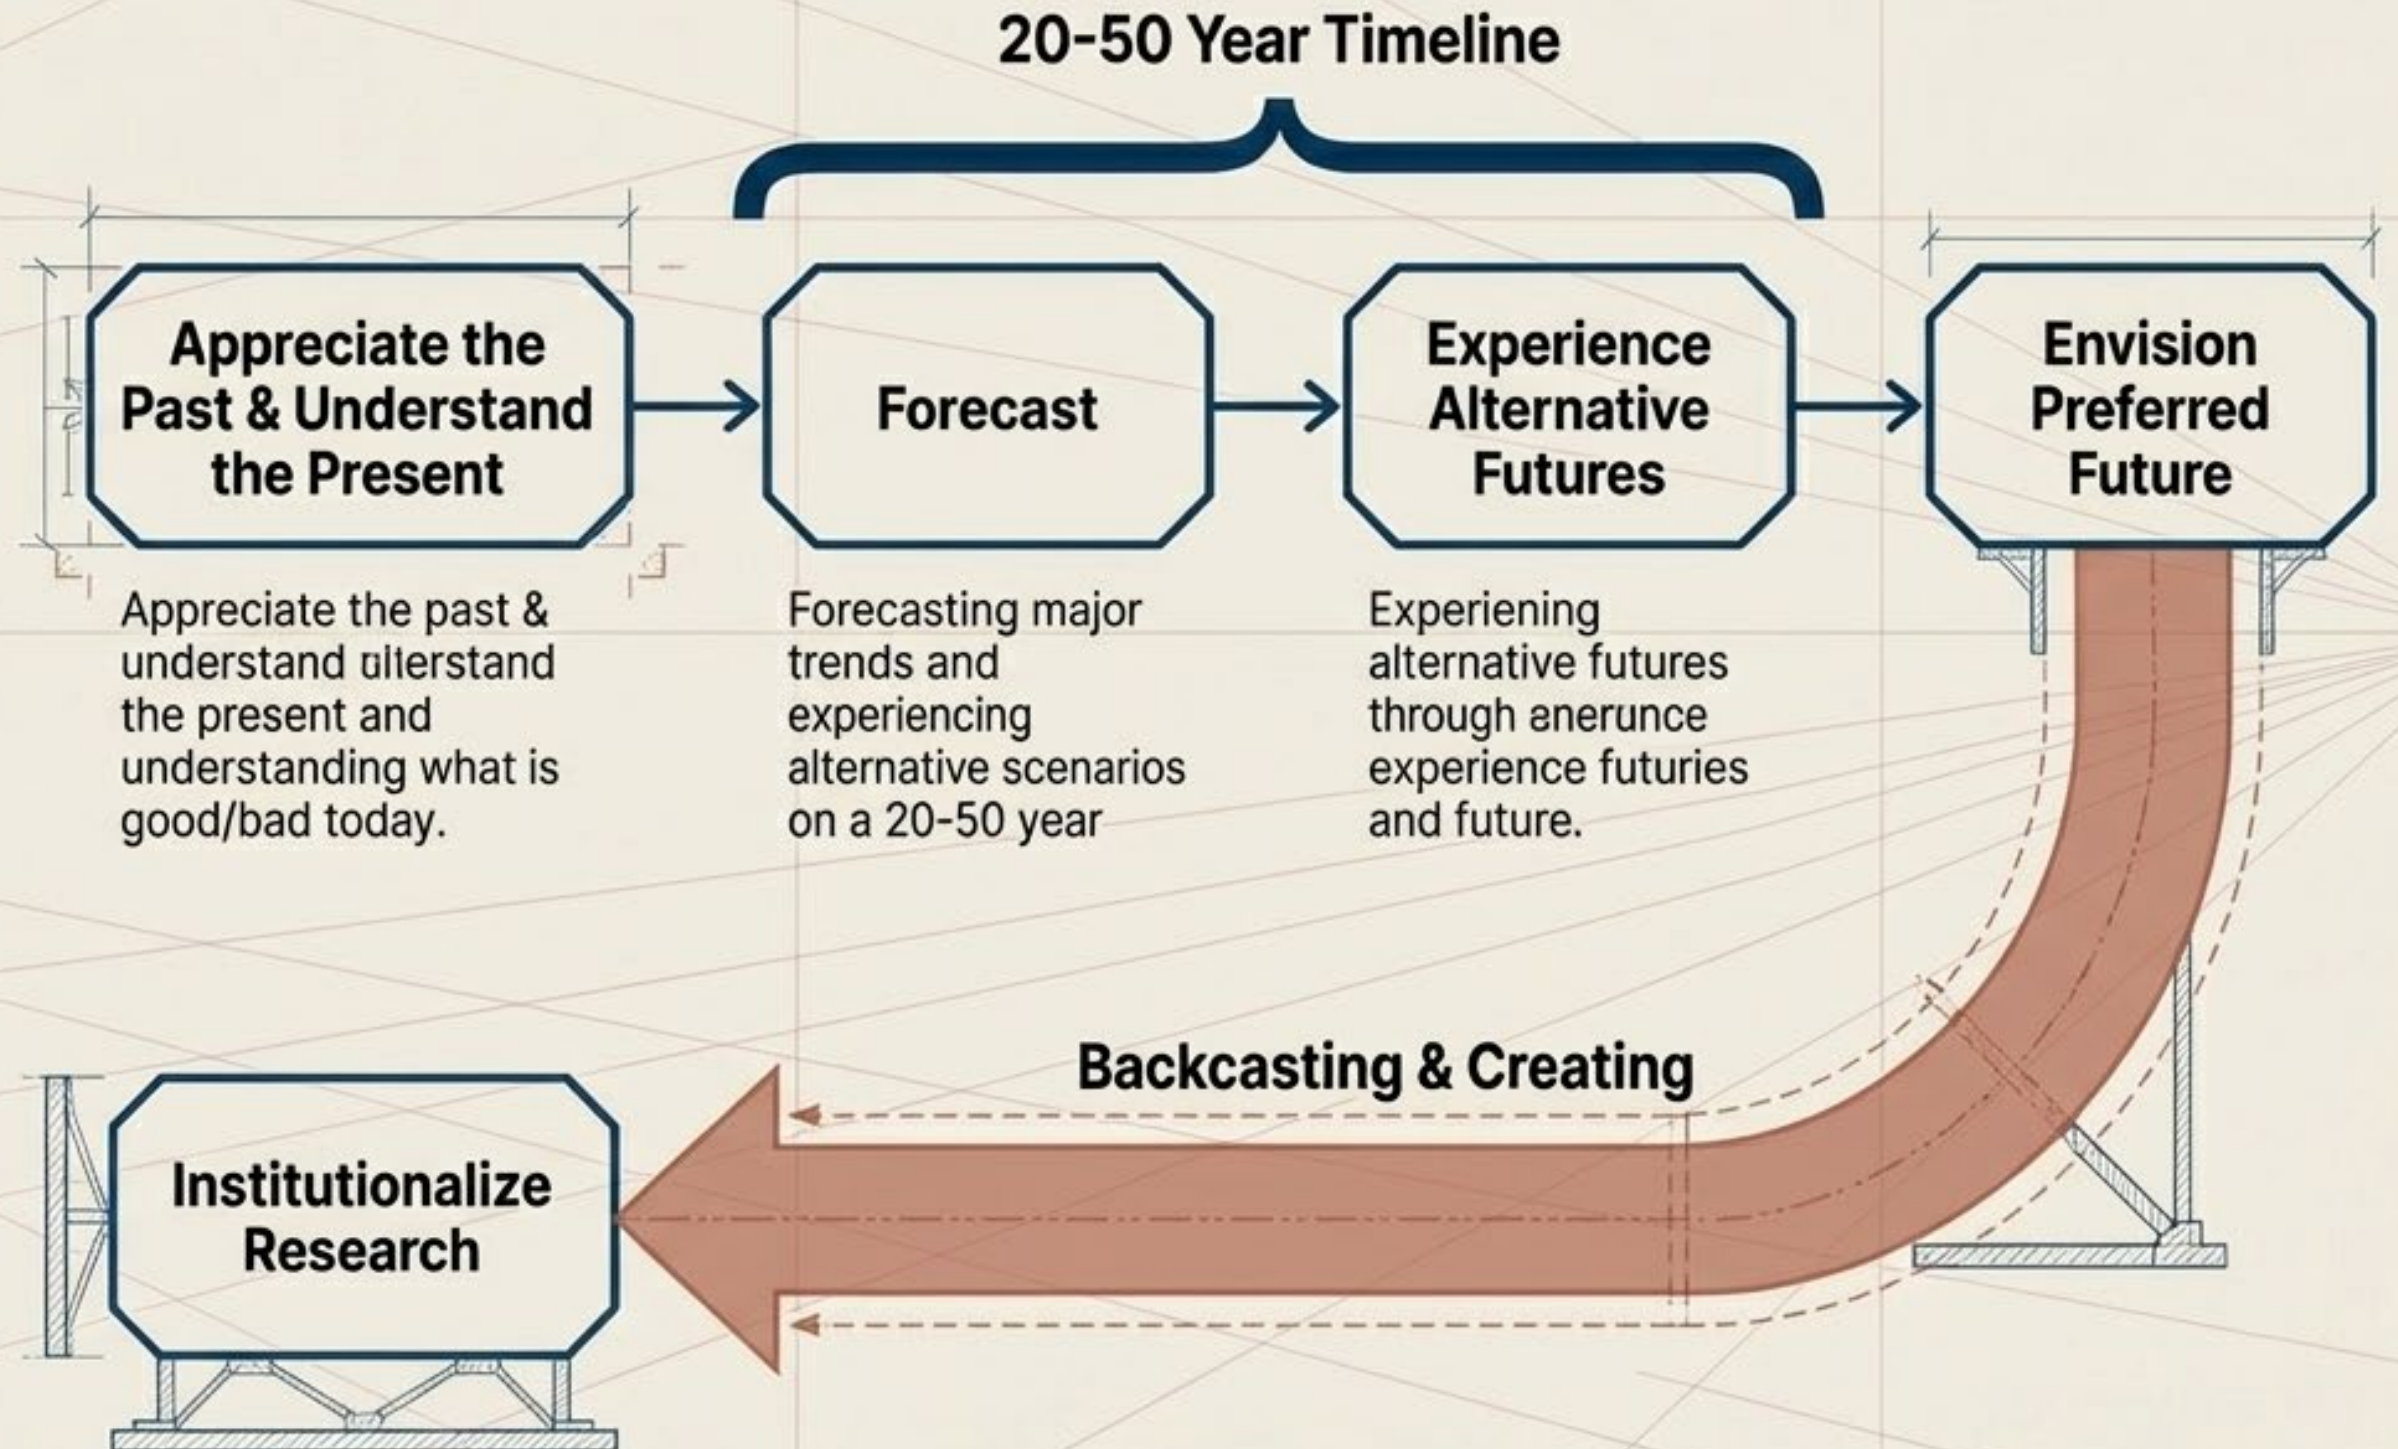 20-50 Year Timeline
Appreciate the
Past & Understand
the Present
Forecast
Experience
Alternative
Futures
Envision
Preferred
Future
Appreciate the past &
understand
the present and
understanding what is
good/bad today.
Forecasting major
trends and
experiencing
alternative scenarios
on a 20-50 year
Experiening
alternative futures
through anerunce
experience futuries
and future.
Backcasting & Creating
Institutionalize
Research